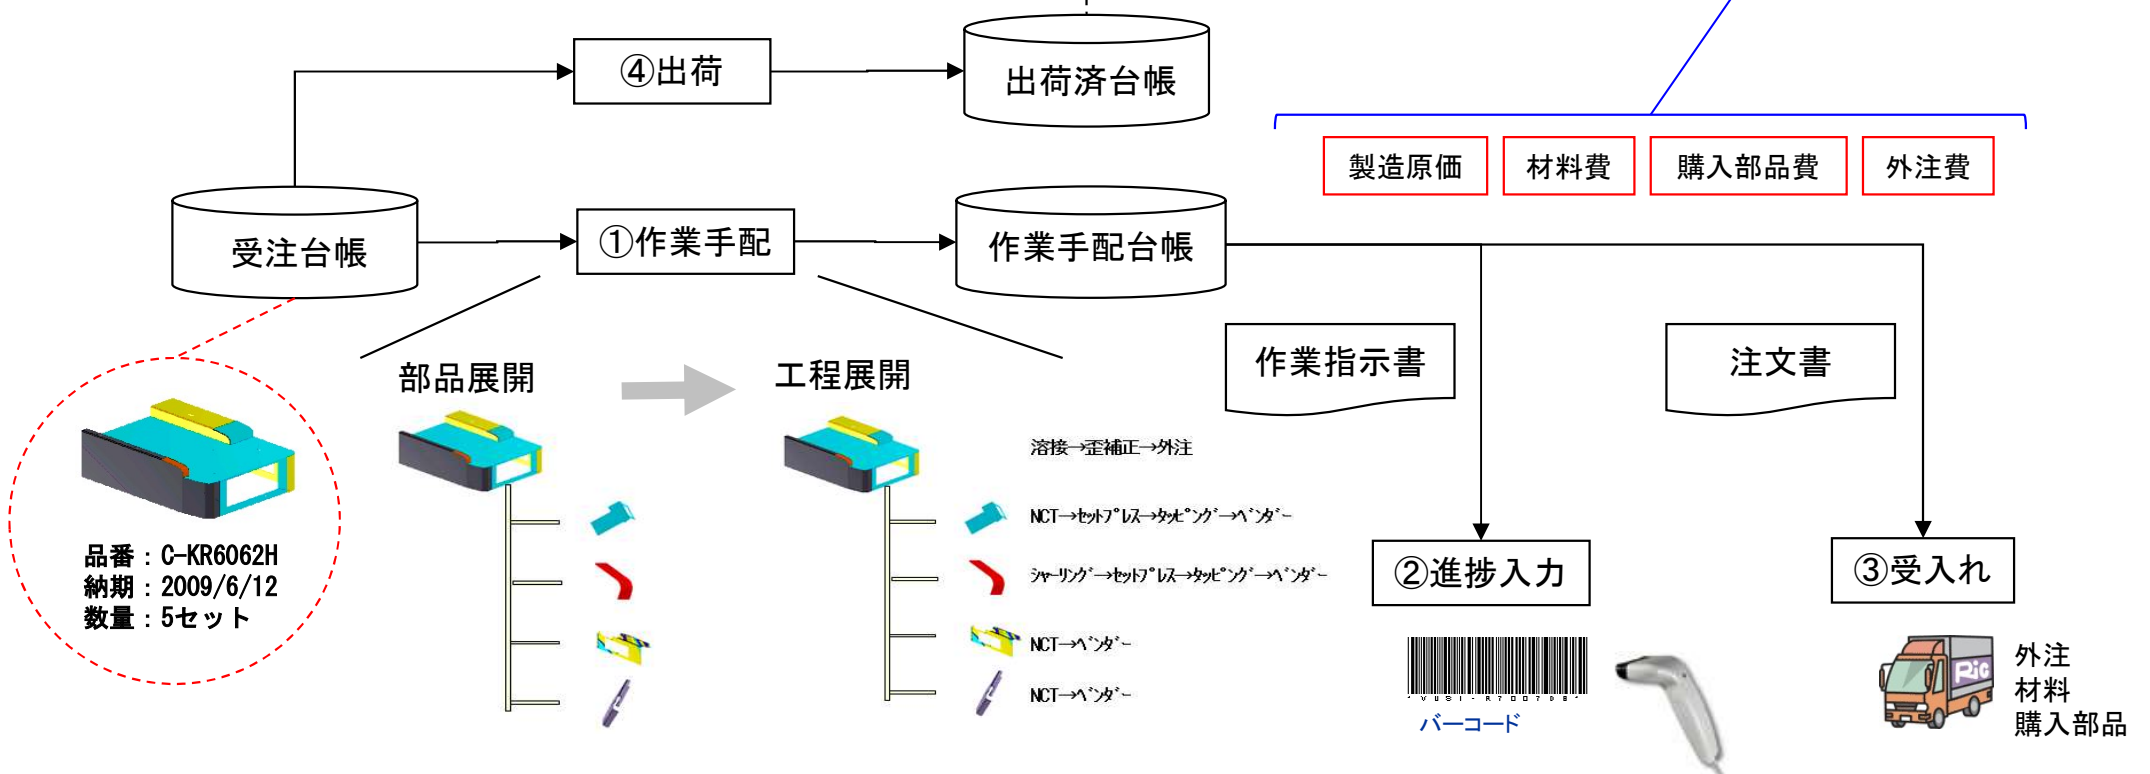 ④出荷
出荷済台帳
製造原価
材料費
購入部品費
外注費
受注台帳
①作業手配
作業手配台帳
作業指示書
注文書
部品展開
工程展開
溶接→歪補正→外注
NCT→ｾｯﾄﾌﾟﾚｽ→ﾀｯﾋﾟﾝｸﾞ→ﾍﾞﾝﾀﾞｰ
ｼｬｰﾘﾝｸﾞ→ｾｯﾄﾌﾟﾚｽ→ﾀｯﾋﾟﾝｸﾞ→ﾍﾞﾝﾀﾞｰ
NCT→ﾍﾞﾝﾀﾞｰ
NCT→ﾍﾞﾝﾀﾞｰ
品番：C-KR6062H
納期：2009/6/12
数量：5セット
②進捗入力
③受入れ
バーコード
Ric
外注
材料
購入部品